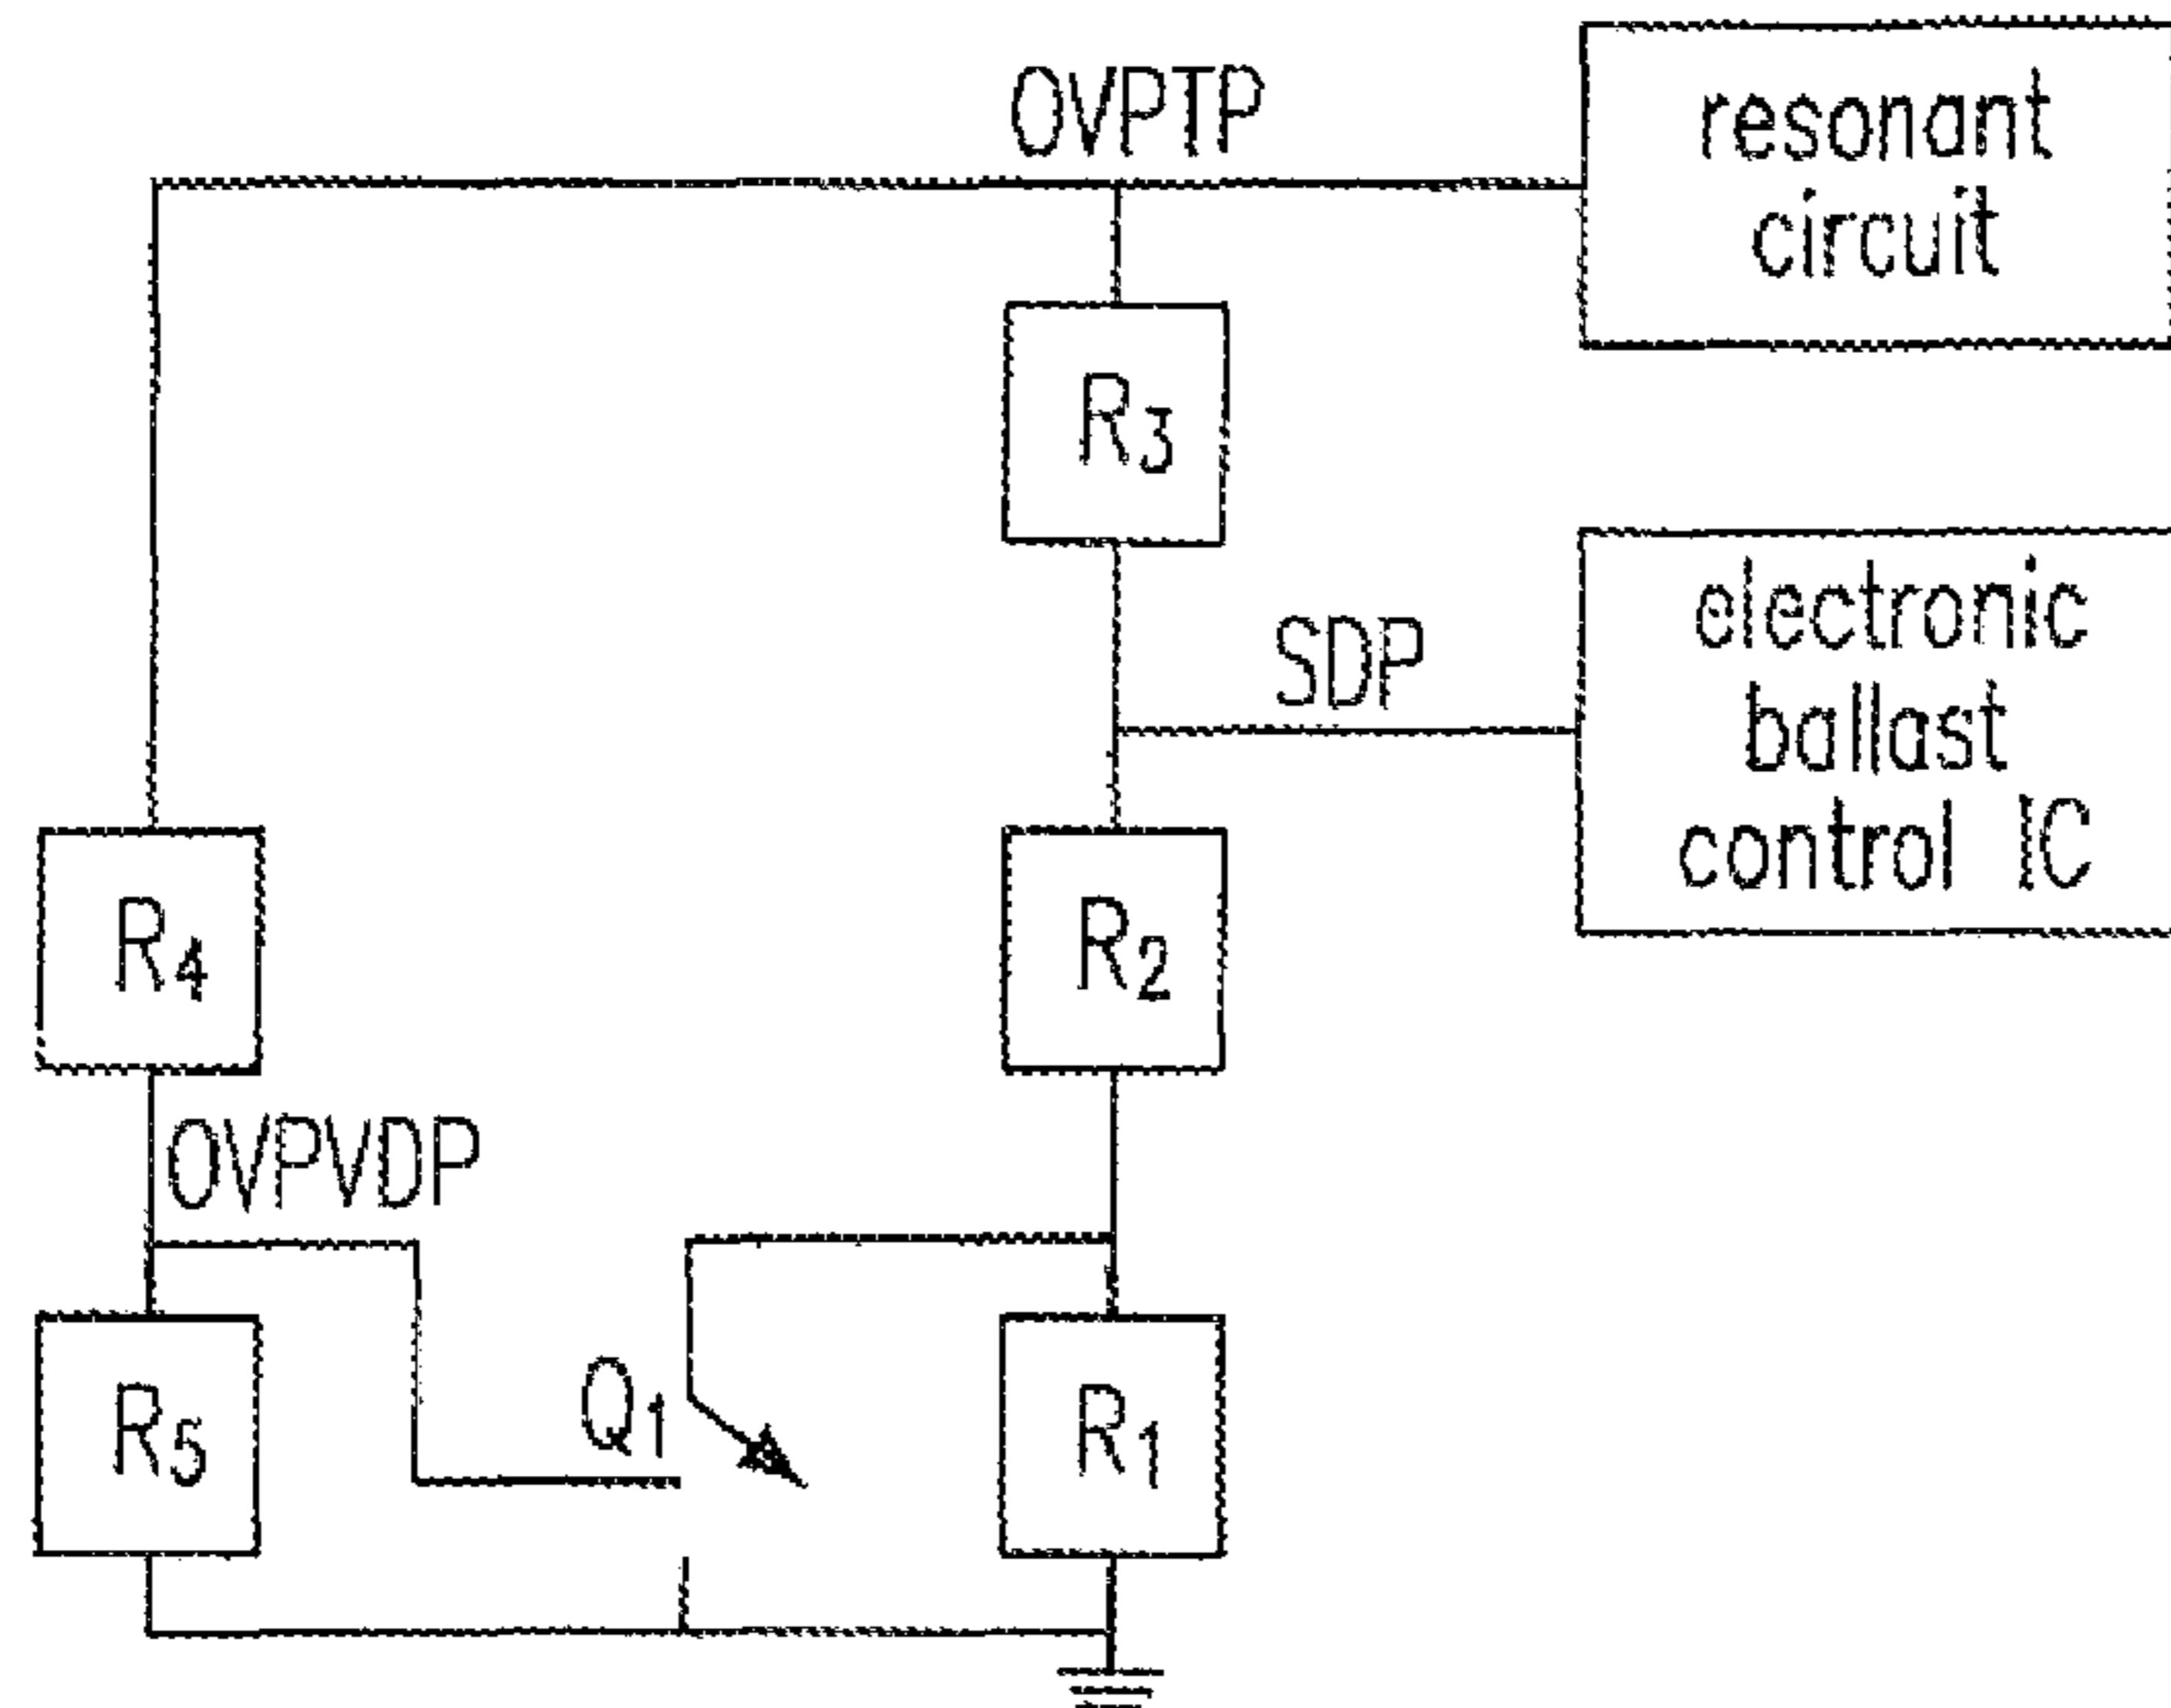 OVPTP
resonant
circuit
R3
SDP
electronic
ballast
control IC
R4
R2
OVPVDP
Q1
R5
R1